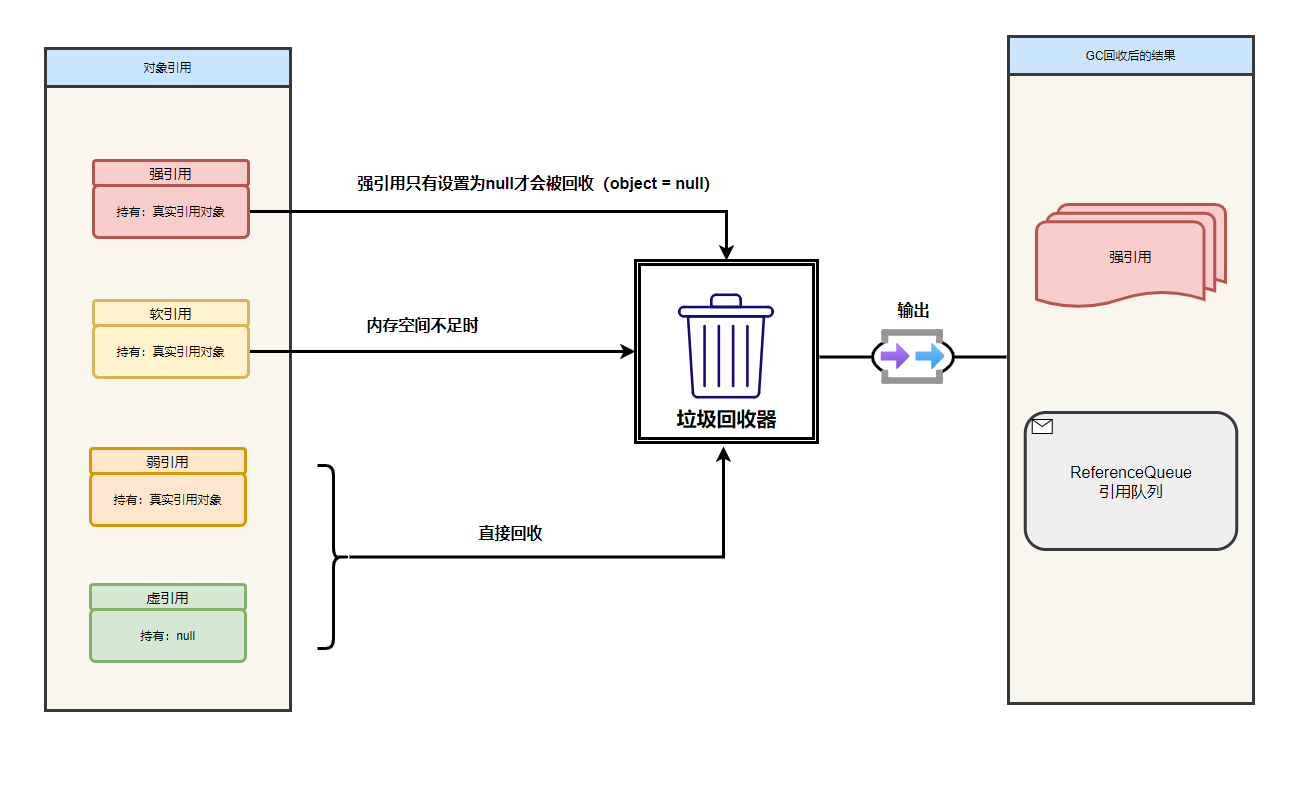 对象引用
强引用
持有：真实引用对象
软引用
持有：真实引用对象
弱引用
持有：真实引用对象
虚引用
持有：null
强引用只有设置为null才会被回收（object = null）
内存空间不足时
直接回收
垃圾回收器
输出
GC回收后的结果
强引用
ReferenceQueue
引用队列